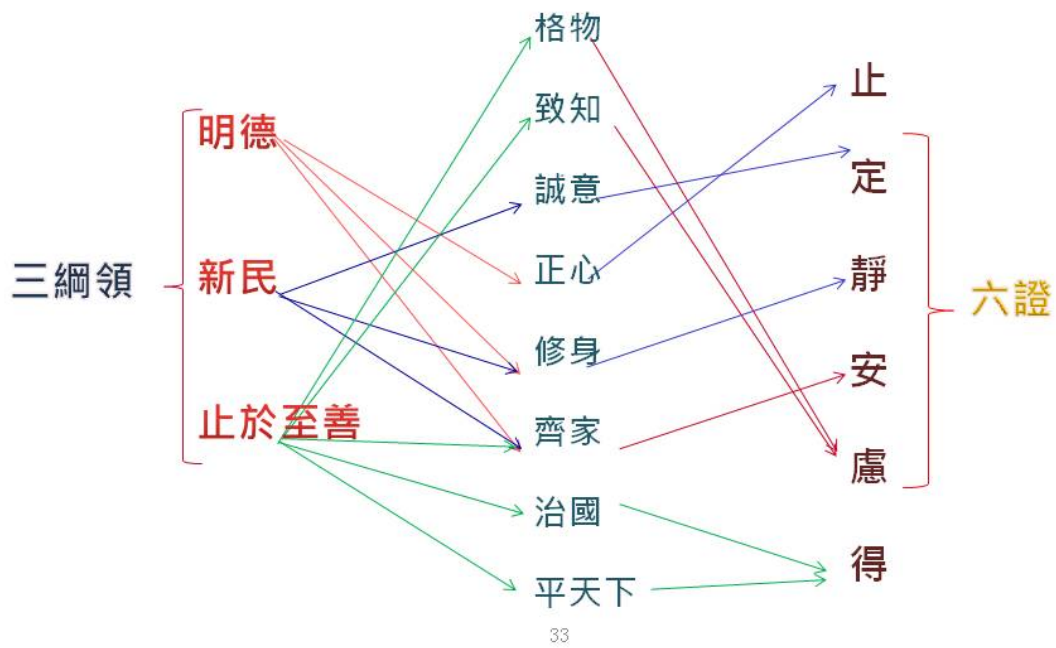 三綱領
明德
新民
止於至善
格物
致知
誠意
正心
修身
齊家
治國
平天下
止
定
靜
安
慮
得
六證
33